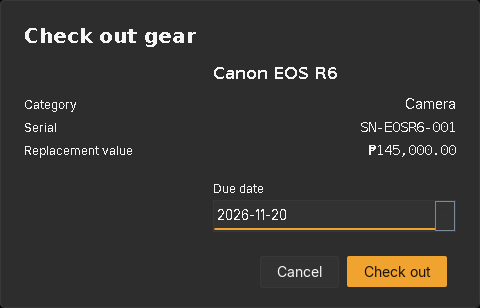 Check out gear
Canon EOS R6
Category Camera
Serial SN-EOSR6-001
Replacement value ₱145,000.00
Due date
2026-11-20
Cancel Check out